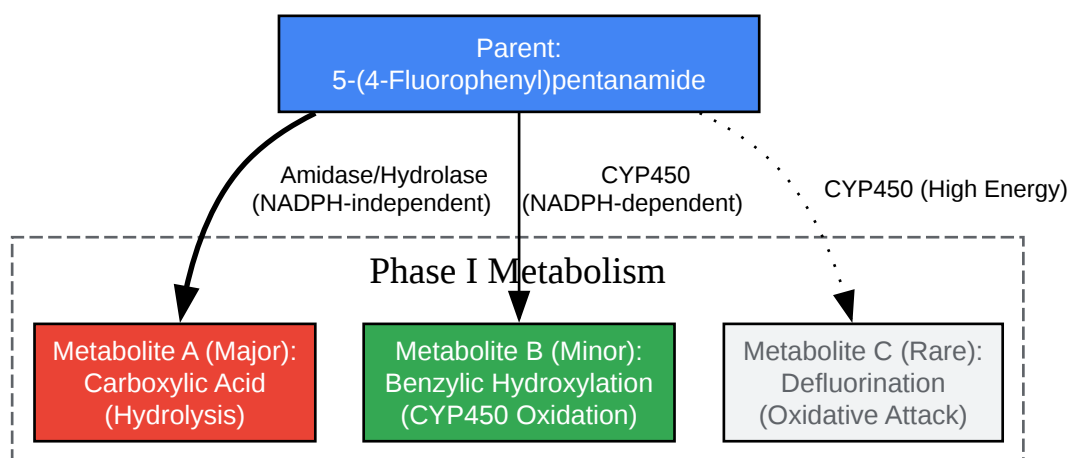 Parent:
5-(4-Fluorophenyl)pentanamide
Amidase/Hydrolase
(NADPH-independent)
CYP450
(NADPH-dependent)
CYP450 (High Energy)
Phase I Metabolism
Metabolite A (Major):
Carboxylic Acid
(Hydrolysis)
Metabolite B (Minor):
Benzylic Hydroxylation
(CYP450 Oxidation)
Metabolite C (Rare):
Defluorination
(Oxidative Attack)